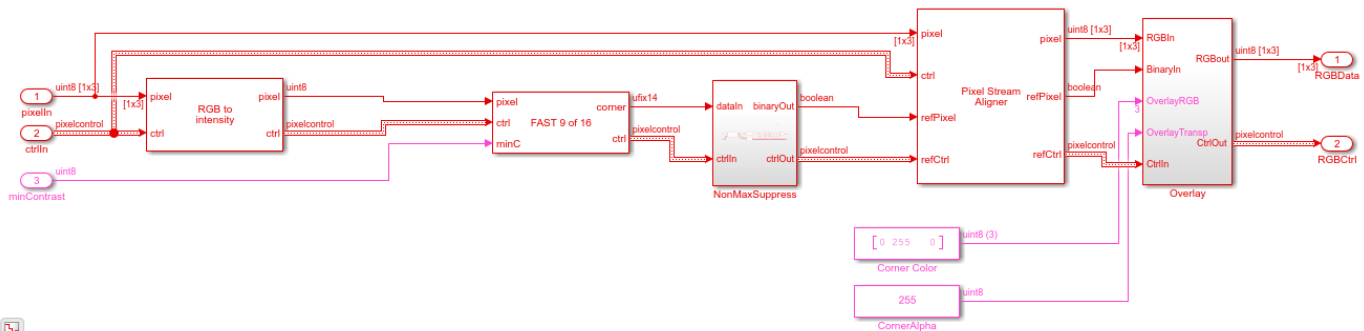 1
uint8 [1x3]
[1x3]
pixelIn
2
pixelcontrol
ctrlIn
3
uint8
minContrast
pixel
pixel
RGB to
intensity
ctrl
ctrl
uint8
pixelcontrol
pixel
corner
ctrl
FAST 9 of 16
ctrl
minC
ufix14
pixelcontrol
dataIn
binaryOut
ctrlIn
ctrlOut
NonMaxSuppress
boolean
pixelcontrol
[1x3]
pixel
pixel
ctrl
Pixel Stream
Aligner
refPixel
refPixel
refCtrl
refCtrl
uint8 [1x3]
[1x3]
boolean
pixelcontrol
RGBIn
RGBout
BinaryIn
3
OverlayRGB
OverlayTransp
CtrlOut
CtrlIn
Overlay
uint8 [1x3]
[1x3]
1
RGBData
pixelcontrol
2
RGBCtrl
[0 255 0]
uint8 (3)
Corner Color
255
uint8
CornerAlpha